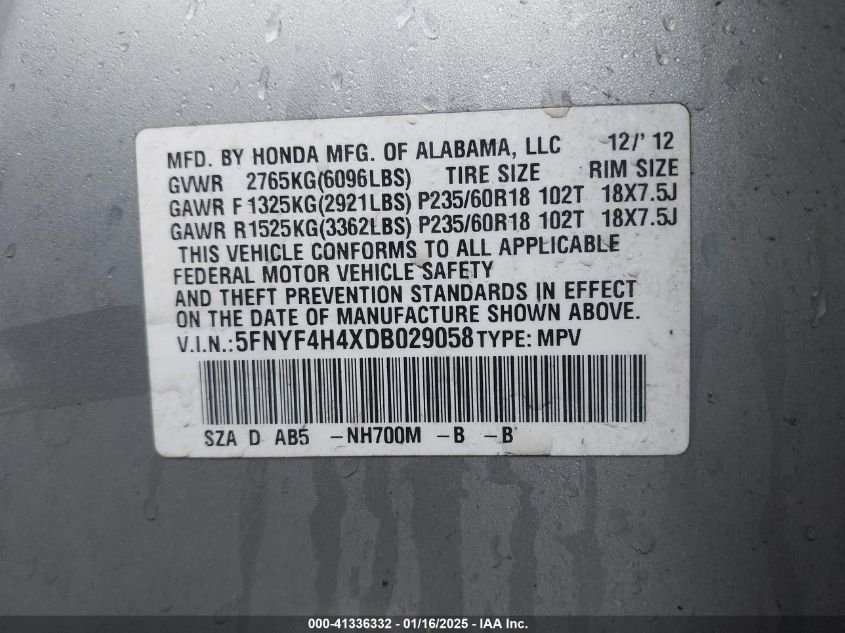 MFD. BY HONDA MFG. OF ALABAMA, LLC 12/'12
GVWR 2765KG(6096LBS) TIRE SIZE RIM SIZE
GAWR F1325KG(2921LBS) P235/60R18 102T 18X7.5J
GAWR R1525KG(3362LBS) P235/60R18 102T 18X7.5J
THIS VEHICLE CONFORMS TO ALL APPLICABLE
FEDERAL MOTOR VEHICLE SAFETY
AND THEFT PREVENTION STANDARDS IN EFFECT
ON THE DATE OF MANUFACTURE SHOWN ABOVE.
V.I.N.:5FNYF4H4XDB029058 TYPE: MPV
SZA D AB5 -NH700M -B -B
000-41336332 - 01/16/2025 - IAA Inc.